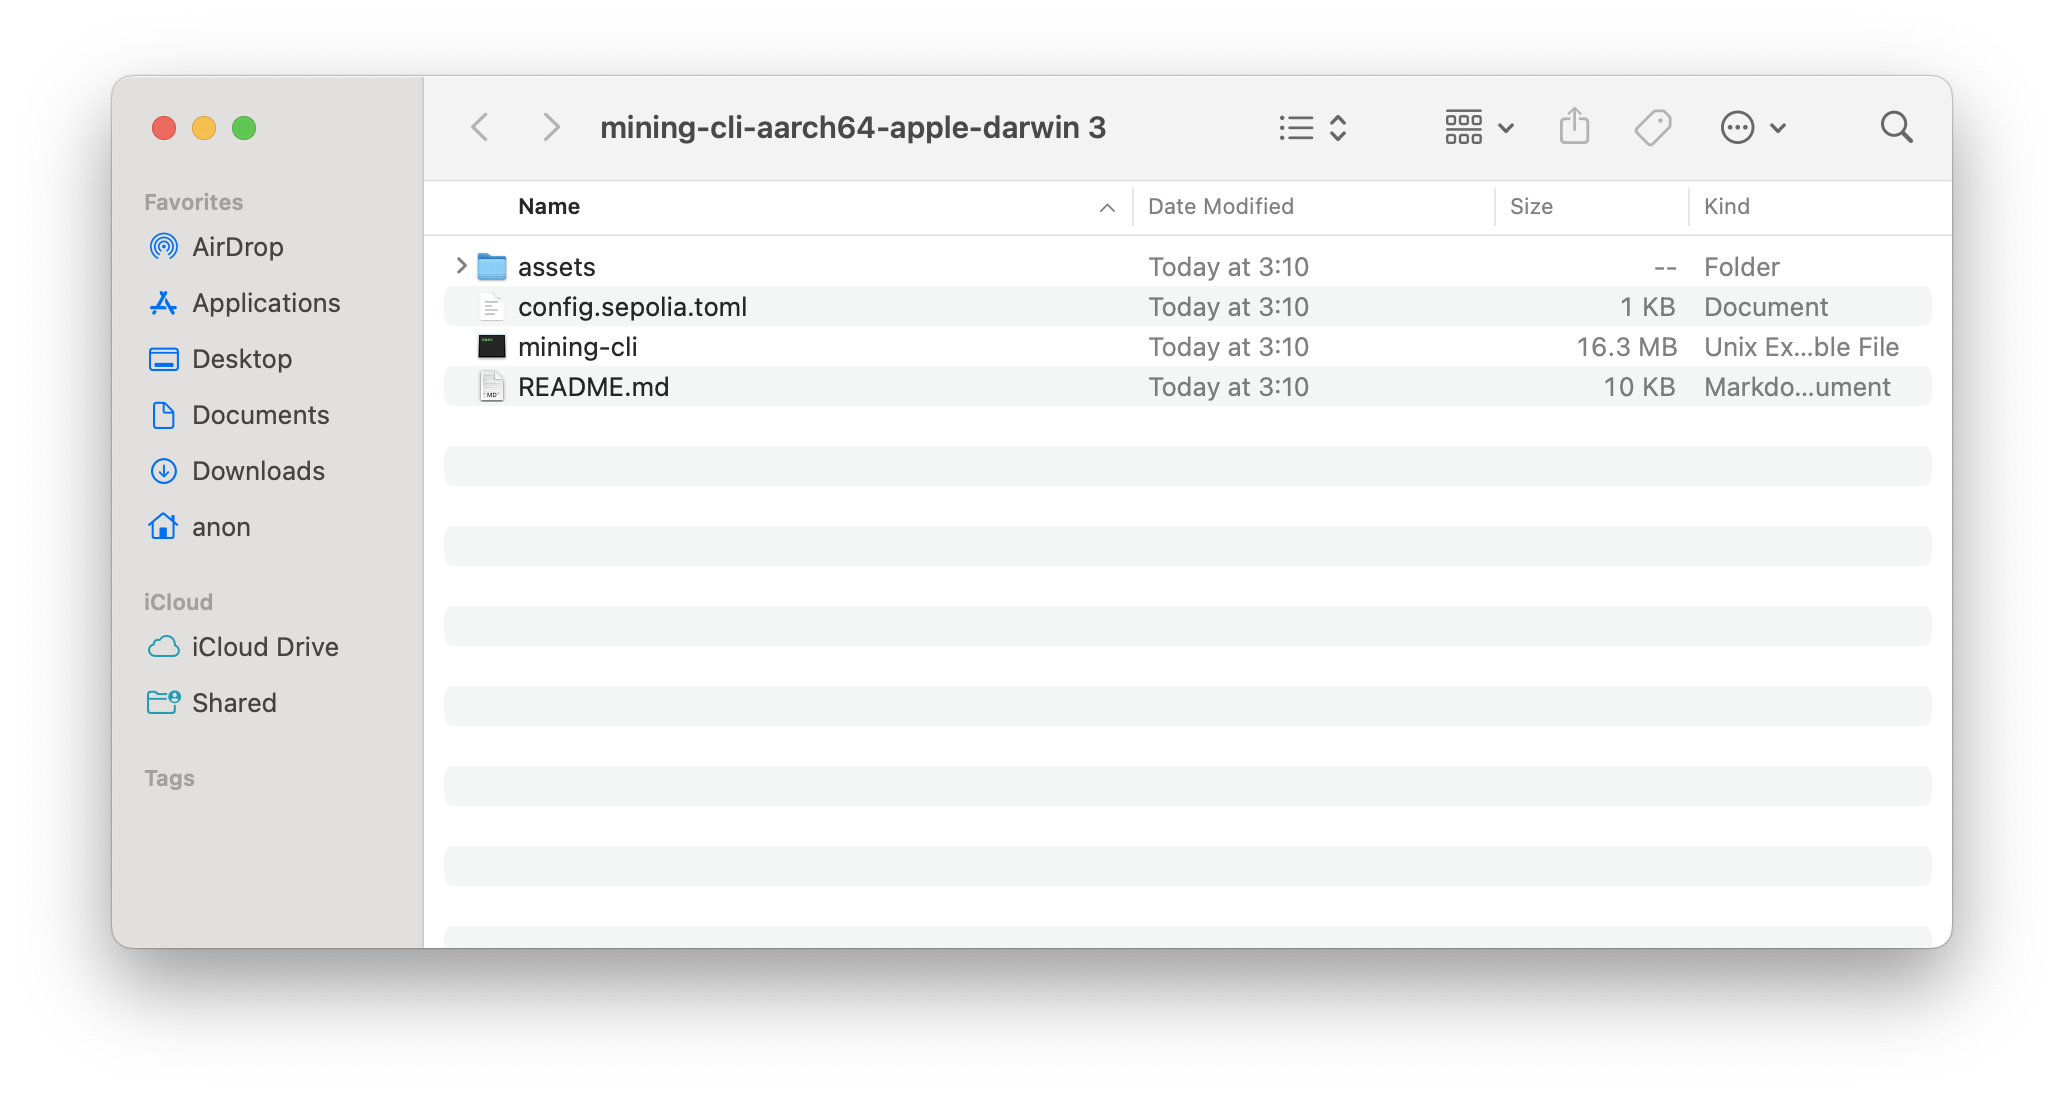 mining-cli-aarch64-apple-darwin 3
Favorites
AirDrop
Applications
Desktop
Documents
Downloads
anon
iCloud
iCloud Drive
Shared
Tags
Name Date Modified Size Kind
assets Today at 3:10 -- Folder
config.sepolia.toml Today at 3:10 1 KB Document
mining-cli Today at 3:10 16.3 MB Unix Ex...ble File
README.md Today at 3:10 10 KB Markdo...ument